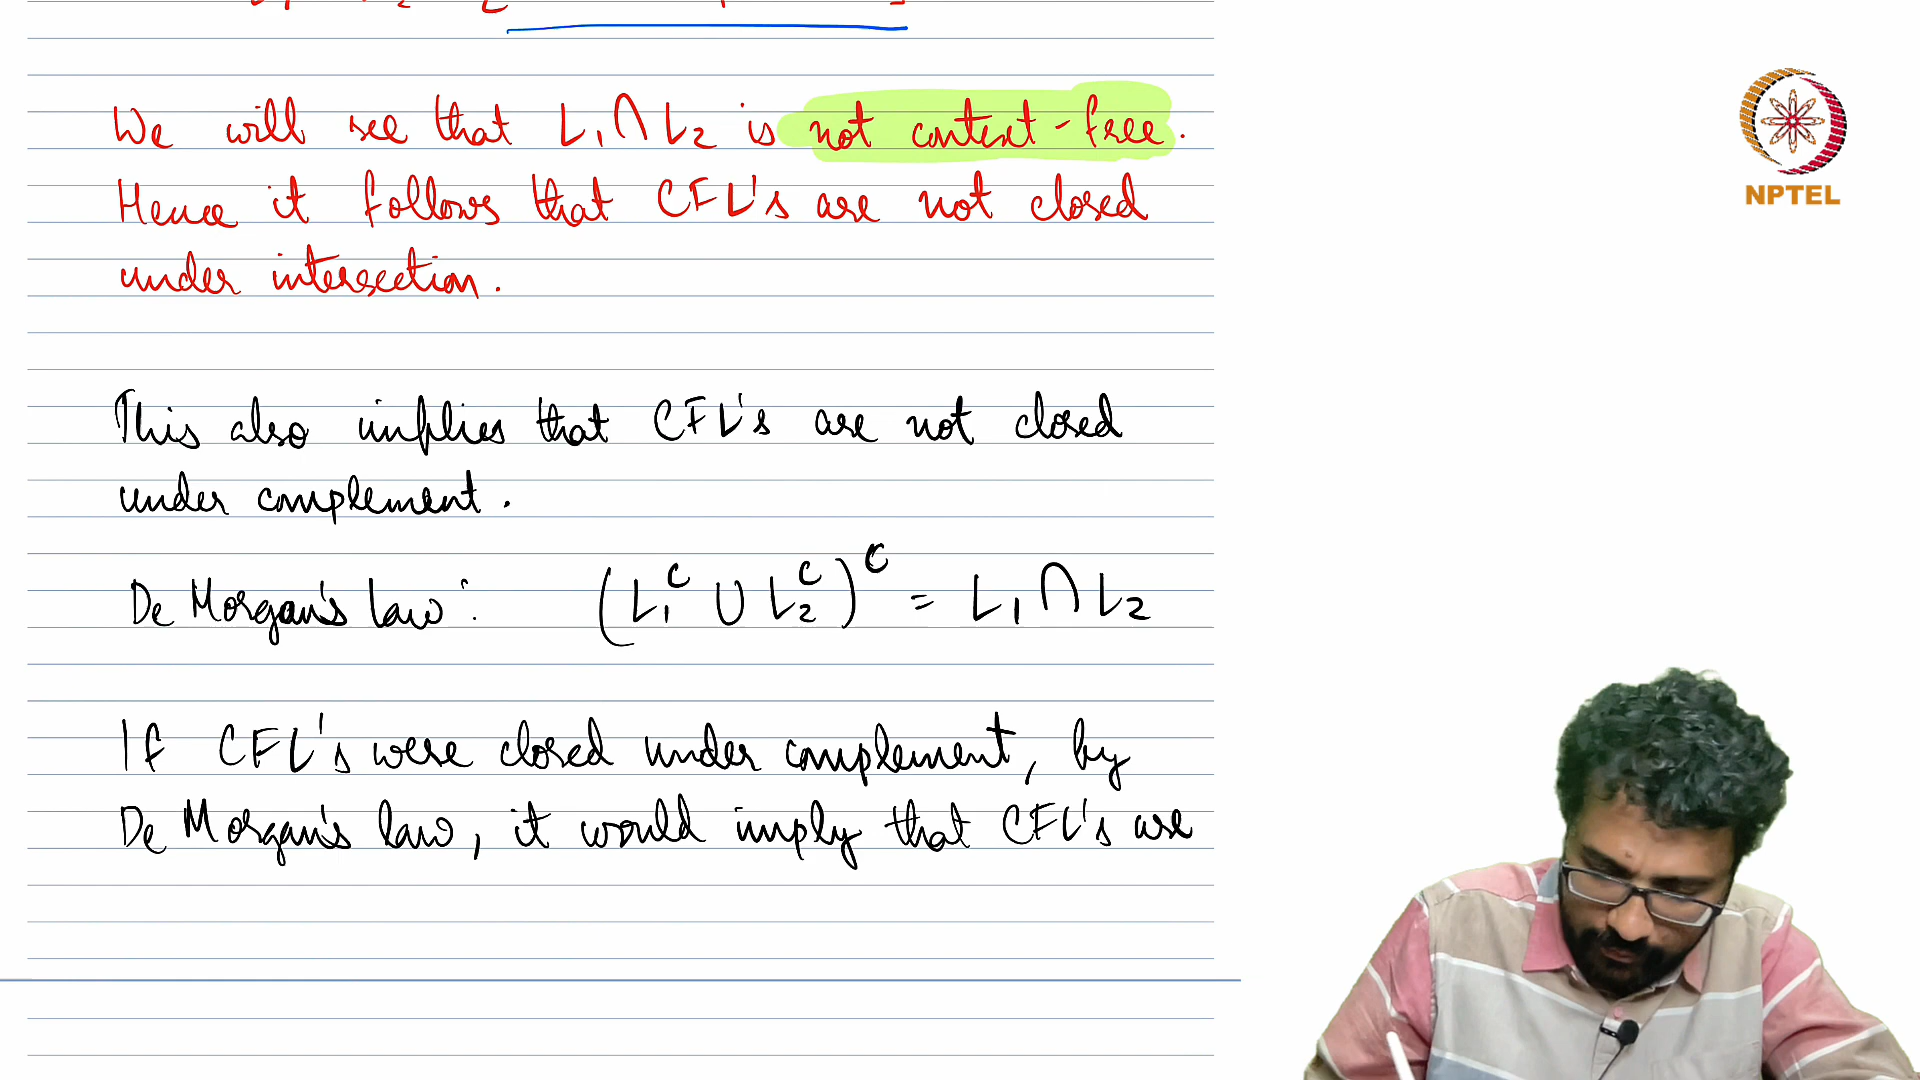 We will see that L₁ ∩ L₂ is not context-free.
Hence it follows that CFL's are not closed
under intersection.
This also implies that CFL's are not closed
under complement.
De Morgan's law: (L₁ᶜ ∪ L₂ᶜ)ᶜ = L₁ ∩ L₂
If CFL's were closed under complement, by
De Morgan's law, it would imply that CFL's are
NPTEL